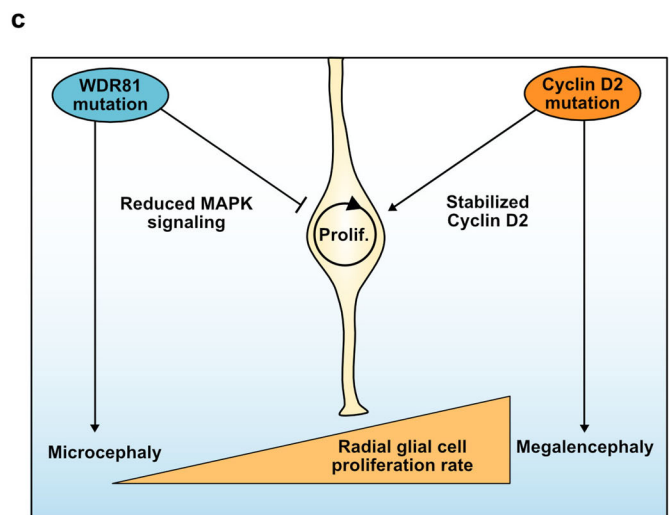 c
WDR81
mutation
Cyclin D2
mutation
Reduced MAPK
signaling
Stabilized
Cyclin D2
Prolif.
Microcephaly
Radial glial cell
proliferation rate
Megalencephaly